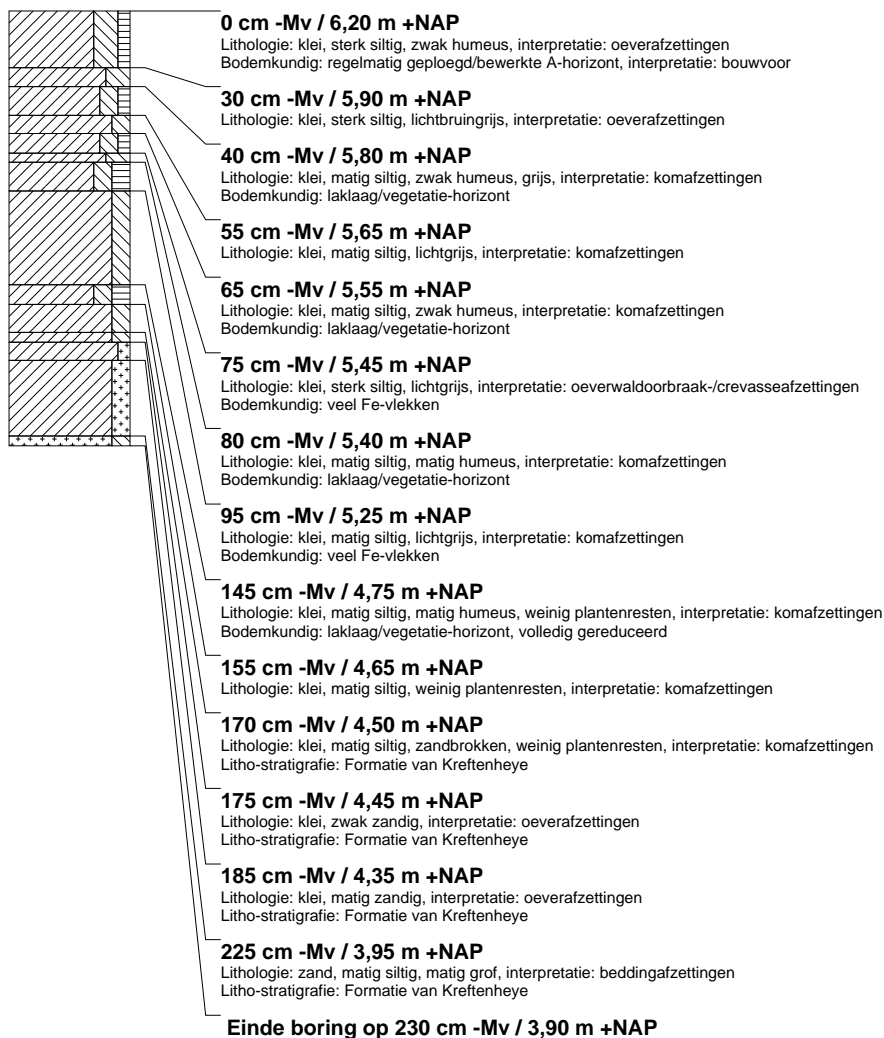 0 cm -Mv / 6,20 m +NAP
Lithologie: klei, sterk siltig, zwak humeus, interpretatie: oeverafzettingen
Bodemkundig: regelmatig geploegd/bewerkte A-horizont, interpretatie: bouwvoor
30 cm -Mv / 5,90 m +NAP
Lithologie: klei, sterk siltig, lichtbruingrijs, interpretatie: oeverafzettingen
40 cm -Mv / 5,80 m +NAP
Lithologie: klei, matig siltig, zwak humeus, grijs, interpretatie: komafzettingen
Bodemkundig: laklaag/vegetatie-horizont
55 cm -Mv / 5,65 m +NAP
Lithologie: klei, matig siltig, lichtgrijs, interpretatie: komafzettingen
65 cm -Mv / 5,55 m +NAP
Lithologie: klei, matig siltig, zwak humeus, interpretatie: komafzettingen
Bodemkundig: laklaag/vegetatie-horizont
75 cm -Mv / 5,45 m +NAP
Lithologie: klei, sterk siltig, lichtgrijs, interpretatie: oeverwaldoorbraak-/crevasseafzettingen
Bodemkundig: veel Fe-vlekken
80 cm -Mv / 5,40 m +NAP
Lithologie: klei, matig siltig, matig humeus, interpretatie: komafzettingen
Bodemkundig: laklaag/vegetatie-horizont
95 cm -Mv / 5,25 m +NAP
Lithologie: klei, matig siltig, lichtgrijs, interpretatie: komafzettingen
Bodemkundig: veel Fe-vlekken
145 cm -Mv / 4,75 m +NAP
Lithologie: klei, matig siltig, matig humeus, weinig plantenresten, interpretatie: komafzettingen
Bodemkundig: laklaag/vegetatie-horizont, volledig gereduceerd
155 cm -Mv / 4,65 m +NAP
Lithologie: klei, matig siltig, weinig plantenresten, interpretatie: komafzettingen
170 cm -Mv / 4,50 m +NAP
Lithologie: klei, matig siltig, zandbrokken, weinig plantenresten, interpretatie: komafzettingen
Litho-stratigrafie: Formatie van Kreftenheye
175 cm -Mv / 4,45 m +NAP
Lithologie: klei, zwak zandig, interpretatie: oeverafzettingen
Litho-stratigrafie: Formatie van Kreftenheye
185 cm -Mv / 4,35 m +NAP
Lithologie: klei, matig zandig, interpretatie: oeverafzettingen
Litho-stratigrafie: Formatie van Kreftenheye
225 cm -Mv / 3,95 m +NAP
Lithologie: zand, matig siltig, matig grof, interpretatie: beddingafzettingen
Litho-stratigrafie: Formatie van Kreftenheye
Einde boring op 230 cm -Mv / 3,90 m +NAP